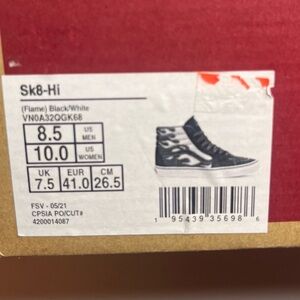 Sk8-Hi
(Flame) Black/White
VN0A32QGK68
8.5 US MEN
10.0 US WOMEN
UK EUR CM
7.5 41.0 26.5
FSV - 05/21
CPSIA PO/CUT#
4200014087
1 95439 35698 6